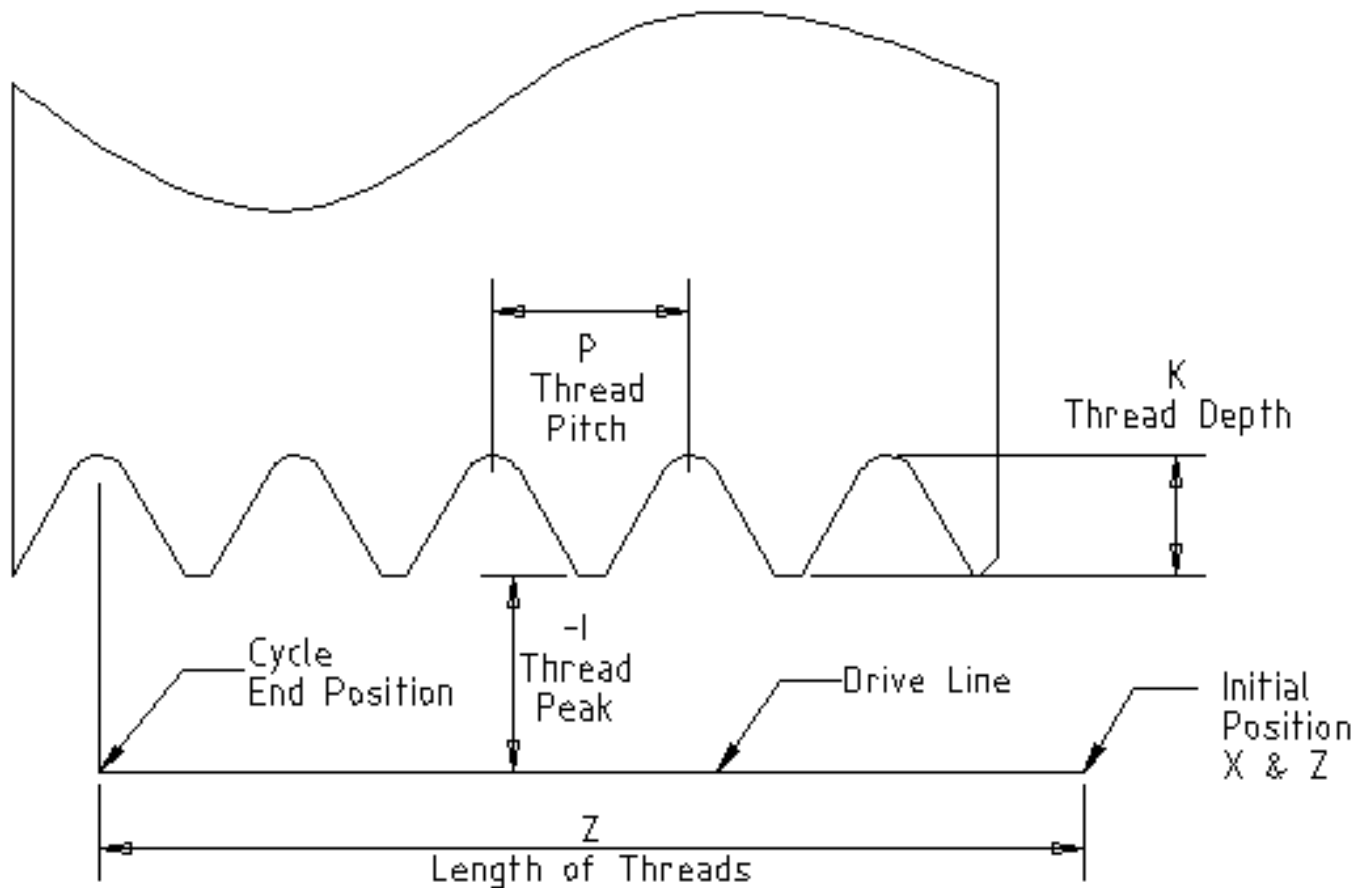 P
Thread
Pitch
K
Thread Depth
-I
Thread
Peak
Cycle
End Position
Drive Line
Initial
Position
X & Z
Z
Length of Threads